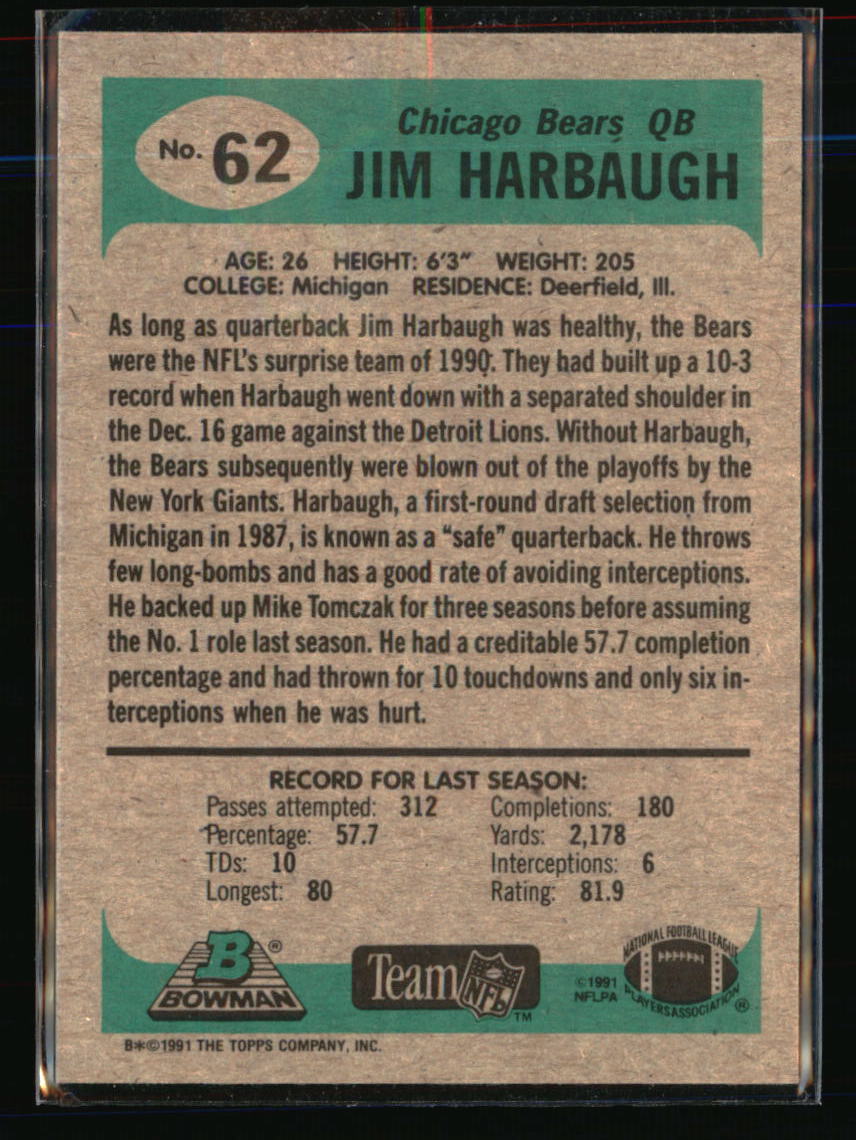 Chicago Bears QB
No. 62
JIM HARBAUGH
AGE: 26 HEIGHT: 6'3" WEIGHT: 205
COLLEGE: Michigan RESIDENCE: Deerfield, Ill.
As long as quarterback Jim Harbaugh was healthy, the Bears
were the NFL's surprise team of 1990. They had built up a 10-3
record when Harbaugh went down with a separated shoulder in
the Dec. 16 game against the Detroit Lions. Without Harbaugh,
the Bears subsequently were blown out of the playoffs by the
New York Giants. Harbaugh, a first-round draft selection from
Michigan in 1987, is known as a "safe" quarterback. He throws
few long-bombs and has a good rate of avoiding interceptions.
He backed up Mike Tomczak for three seasons before assuming
the No. 1 role last season. He had a creditable 57.7 completion
percentage and had thrown for 10 touchdowns and only six in-
terceptions when he was hurt.
RECORD FOR LAST SEASON:
Passes attempted: 312 Completions: 180
Percentage: 57.7 Yards: 2,178
TDs: 10 Interceptions: 6
Longest: 80 Rating: 81.9
B®
BOWMAN
Team NFL™
©1991
NFLPA
NATIONAL FOOTBALL LEAGUE
PLAYERS ASSOCIATION®
B*©1991 THE TOPPS COMPANY, INC.